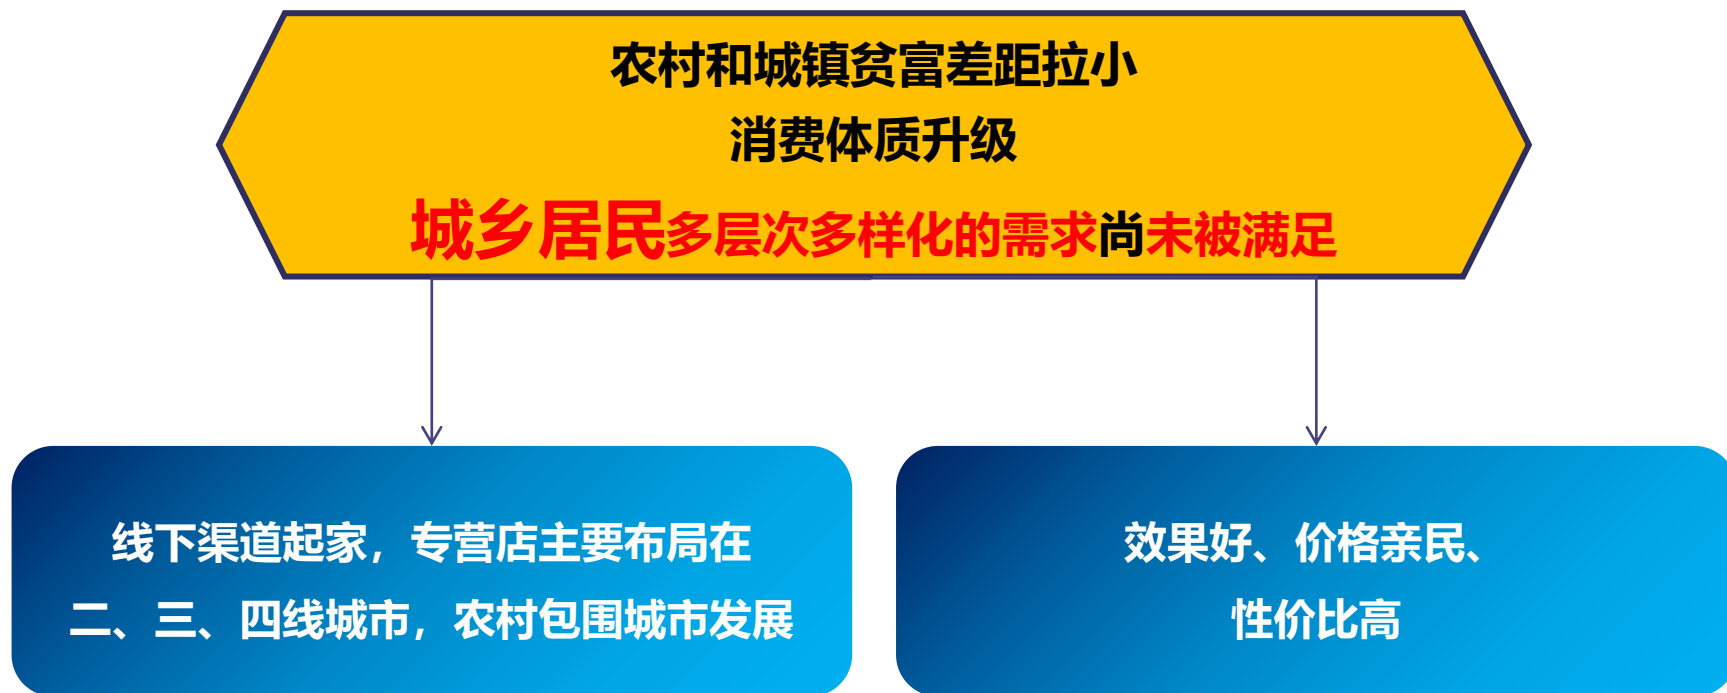 农村和城镇贫富差距拉小
消费体质升级
城乡居民多层次多样化的需求尚未被满足
线下渠道起家，专营店主要布局在
二、三、四线城市，农村包围城市发展
效果好、价格亲民、
性价比高